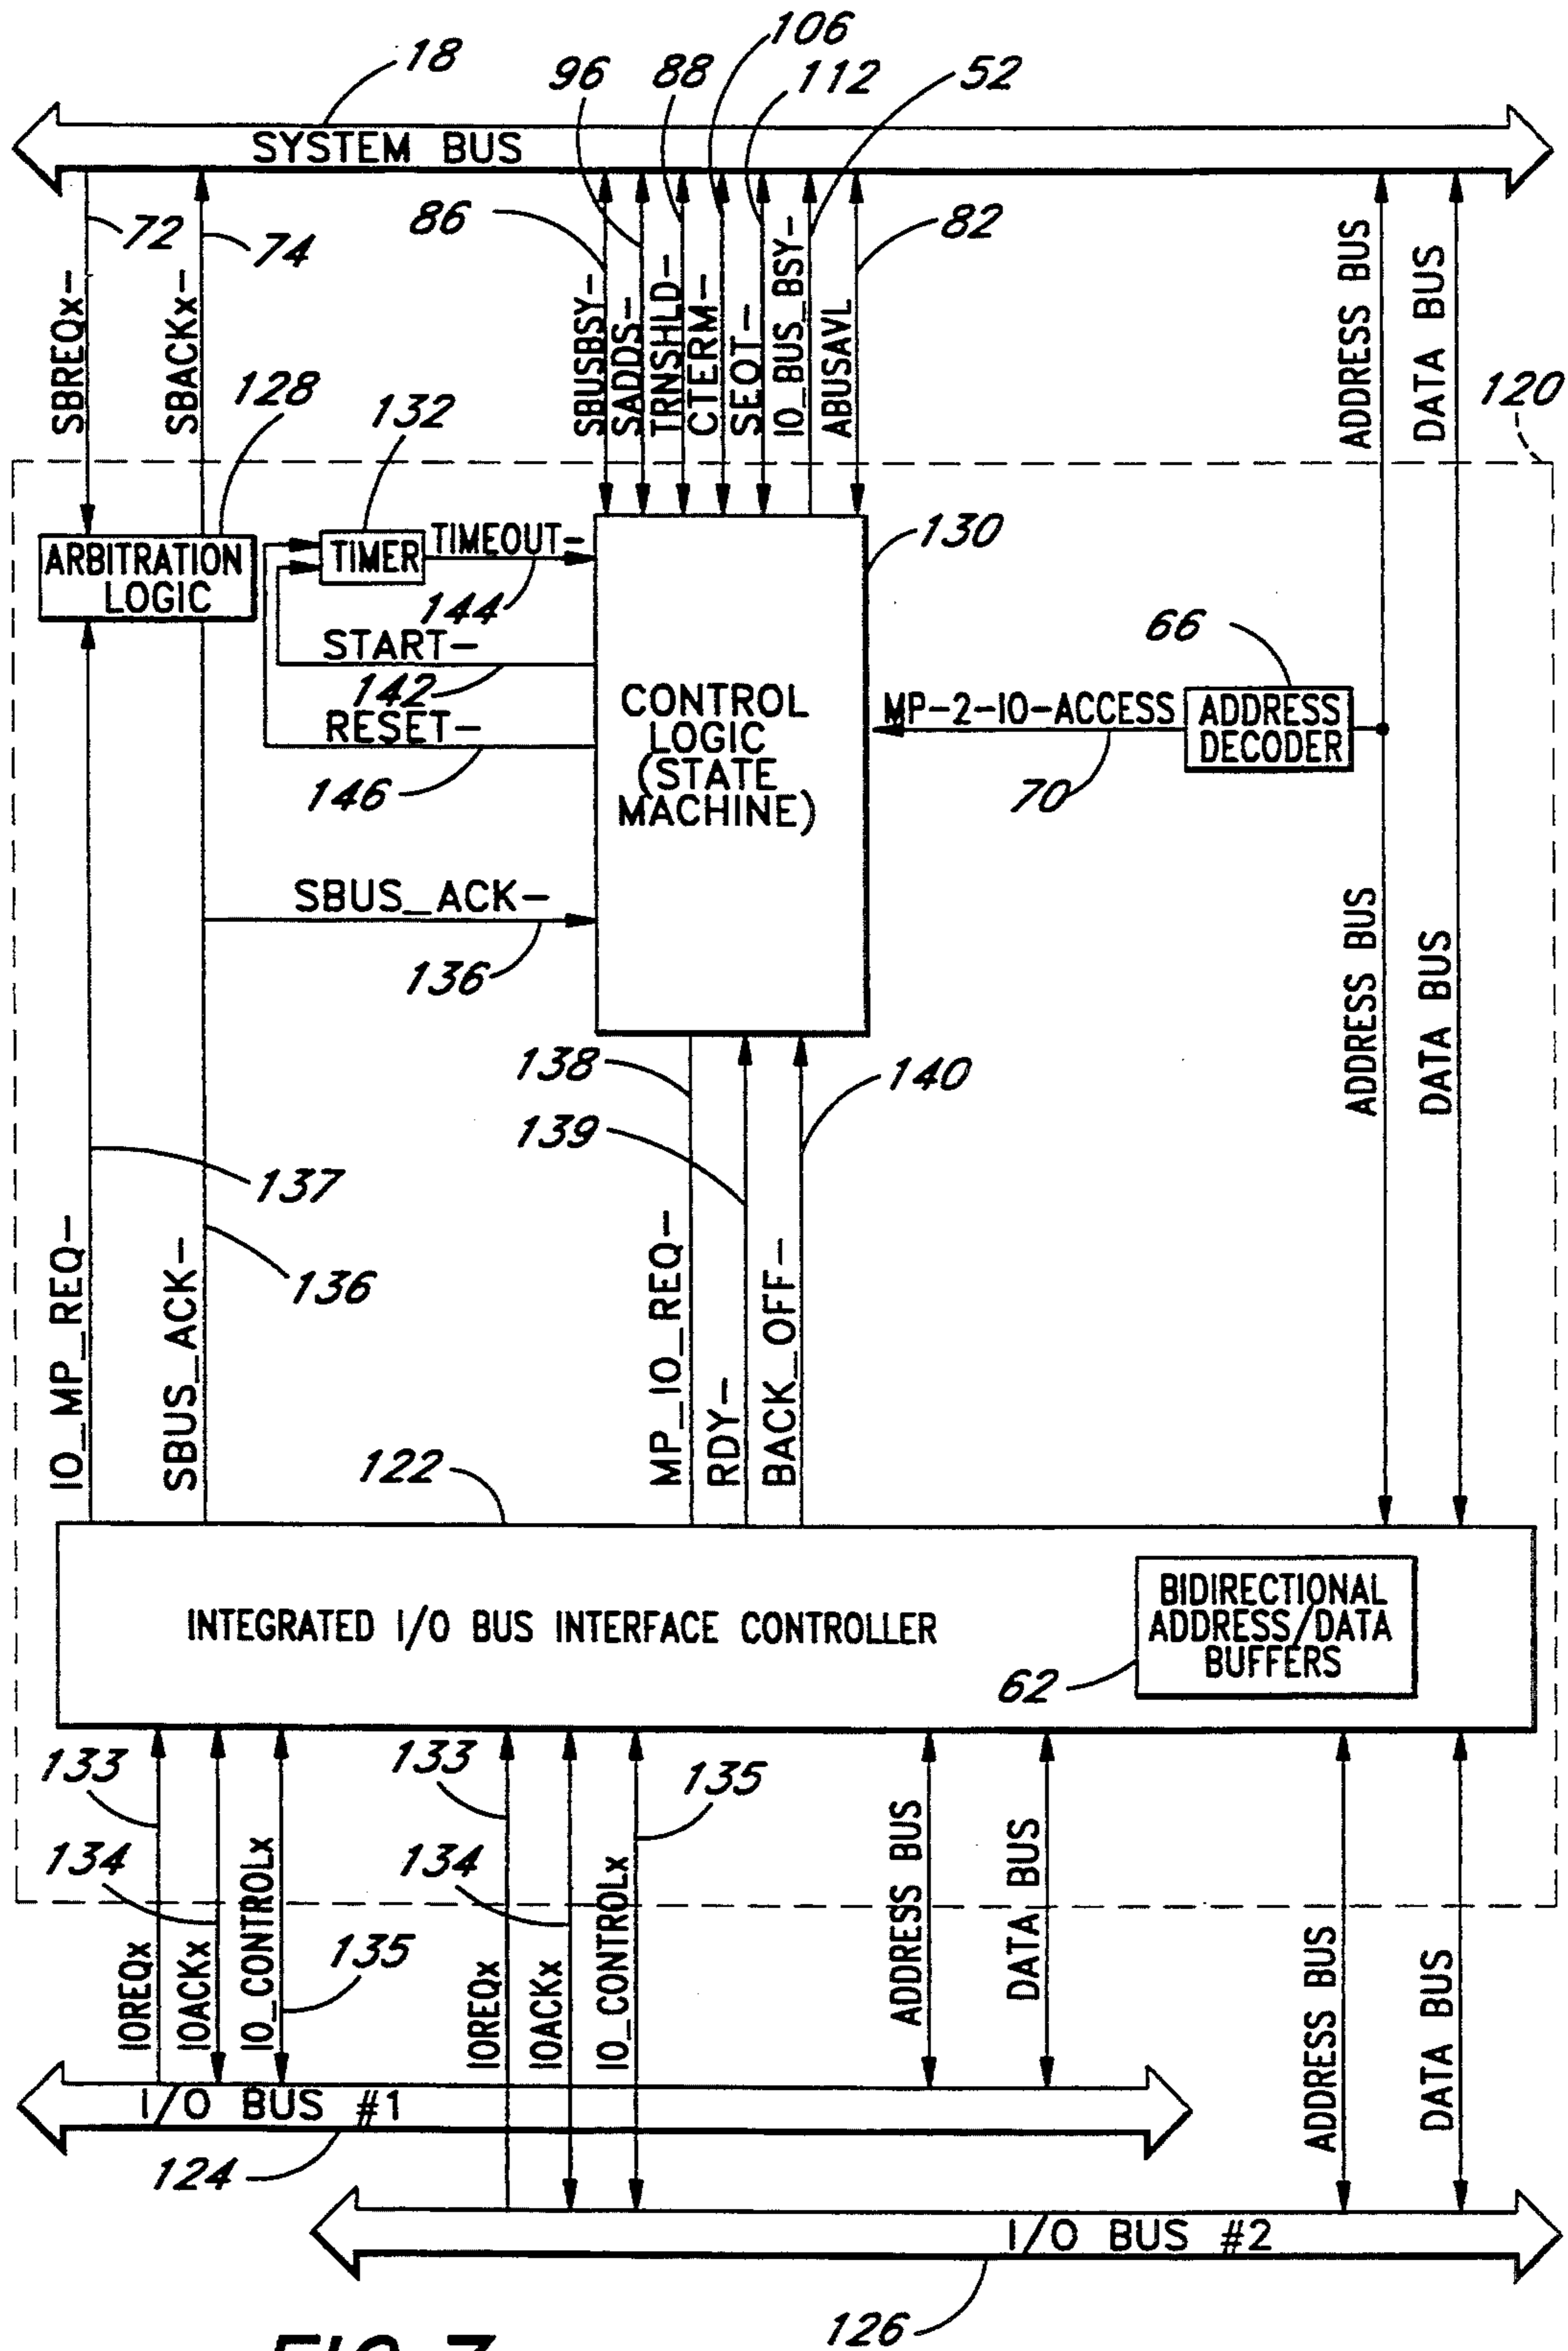 18
96
88
106
112
52
SYSTEM BUS
72
74
86
82
SBREQx-
SBACKx-
SBUSBSY-
SADDS-
TRNSHLD-
CTERM-
SEOT-
IO_BUS_BSY-
ABUSAVL
ADDRESS BUS
DATA BUS
120
128
132
ARBITRATION
LOGIC
TIMER
TIMEOUT-
144
130
START-
142
RESET-
146
CONTROL
LOGIC
(STATE
MACHINE)
66
MP-2-IO-ACCESS
70
ADDRESS
DECODER
SBUS_ACK-
136
ADDRESS BUS
DATA BUS
138
139
140
137
136
IO_MP_REQ-
SBUS_ACK-
MP_IO_REQ-
RDY-
BACK_OFF-
122
INTEGRATED I/O BUS INTERFACE CONTROLLER
BIDIRECTIONAL
ADDRESS/DATA
BUFFERS
62
133
134
133
134
135
135
IOREQx
IOACKx
IO_CONTROLx
IOREQx
IOACKx
IO_CONTROLx
ADDRESS BUS
DATA BUS
ADDRESS BUS
DATA BUS
I/O BUS #1
124
I/O BUS #2
126